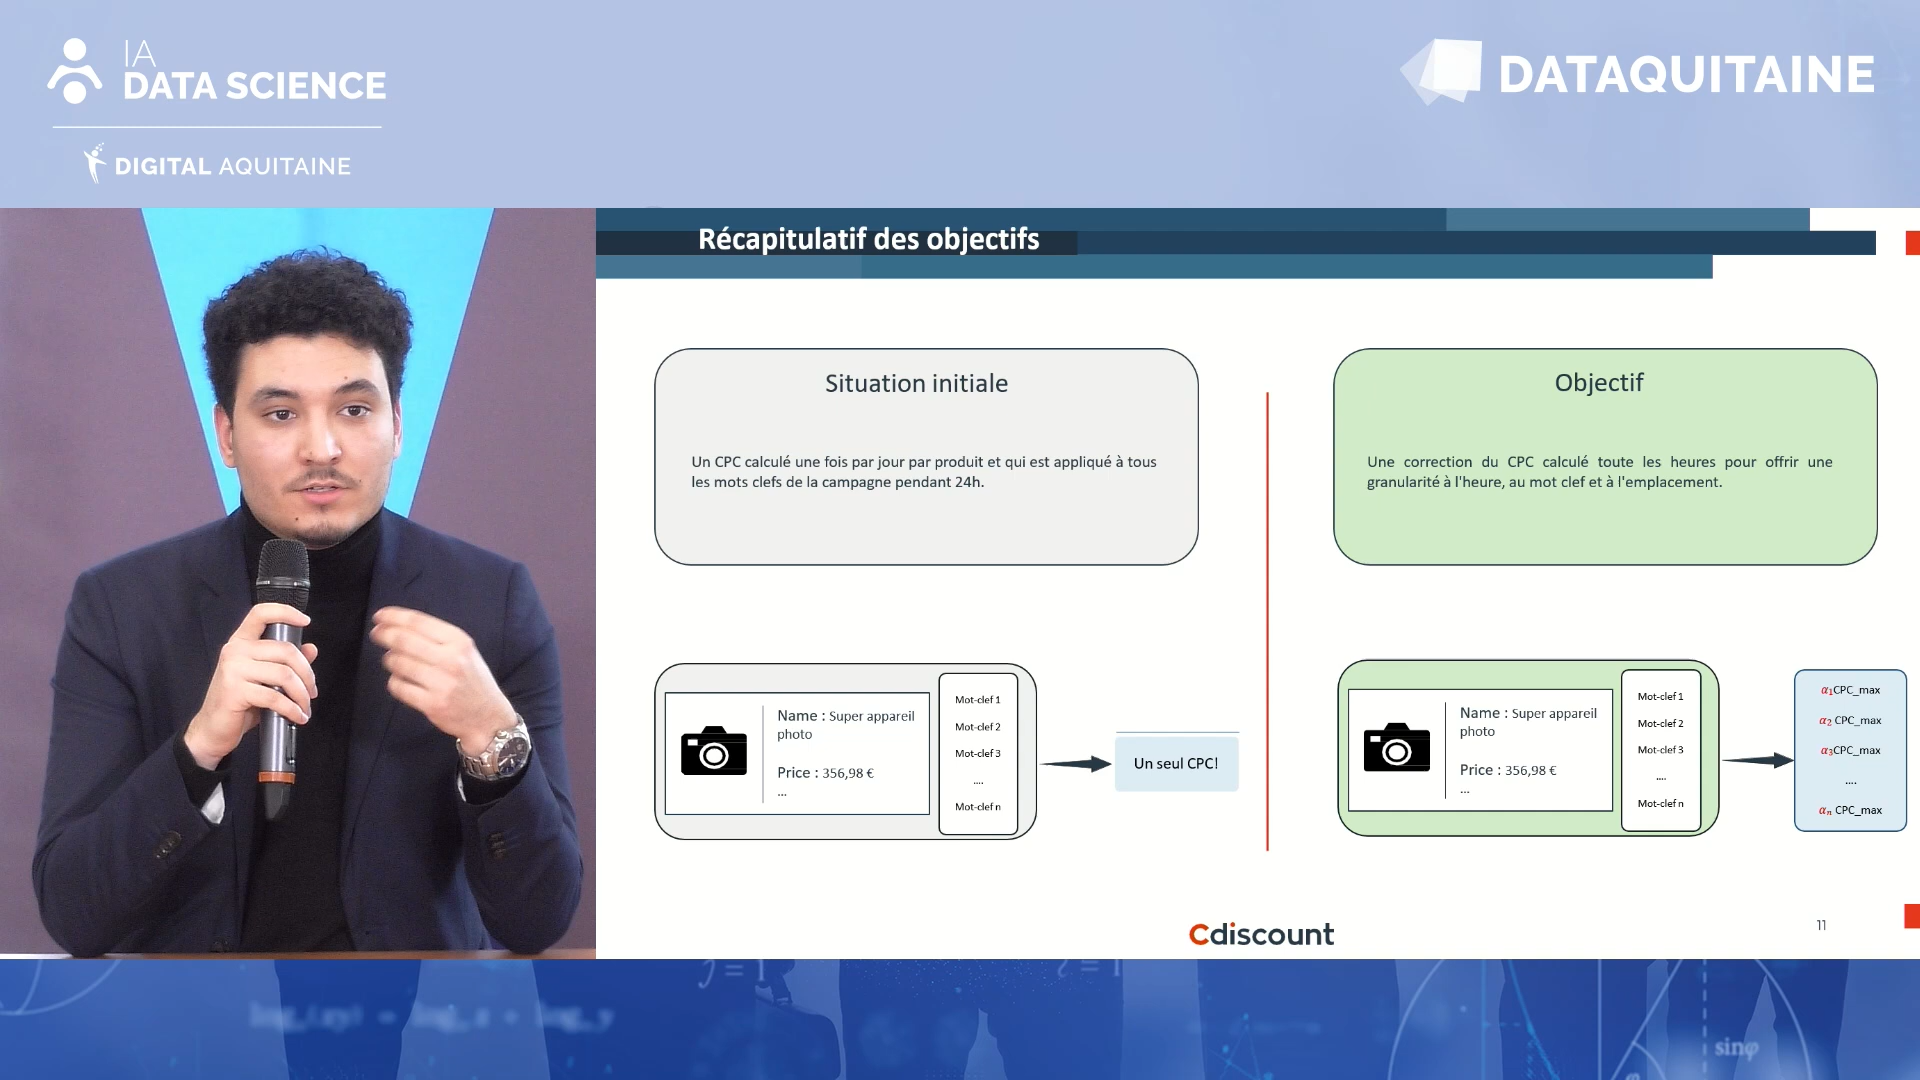 IA
DATA SCIENCE
DIGITAL AQUITAINE
DATAQUITAINE
Récapitulatif des objectifs
Situation initiale
Un CPC calculé une fois par jour par produit et qui est appliqué à tous
les mots clefs de la campagne pendant 24h.
Objectif
Une correction du CPC calculé toute les heures pour offrir une
granularité à l'heure, au mot clef et à l'emplacement.
Name : Super appareil
photo
Price : 356,98 €
...
Mot-clef 1
Mot-clef 2
Mot-clef 3
....
Mot-clef n
Un seul CPC!
Name : Super appareil
photo
Price : 356,98 €
...
Mot-clef 1
Mot-clef 2
Mot-clef 3
....
Mot-clef n
α₁CPC_max
α₂ CPC_max
α₃CPC_max
....
αₙ CPC_max
Cdiscount
11
sinφ